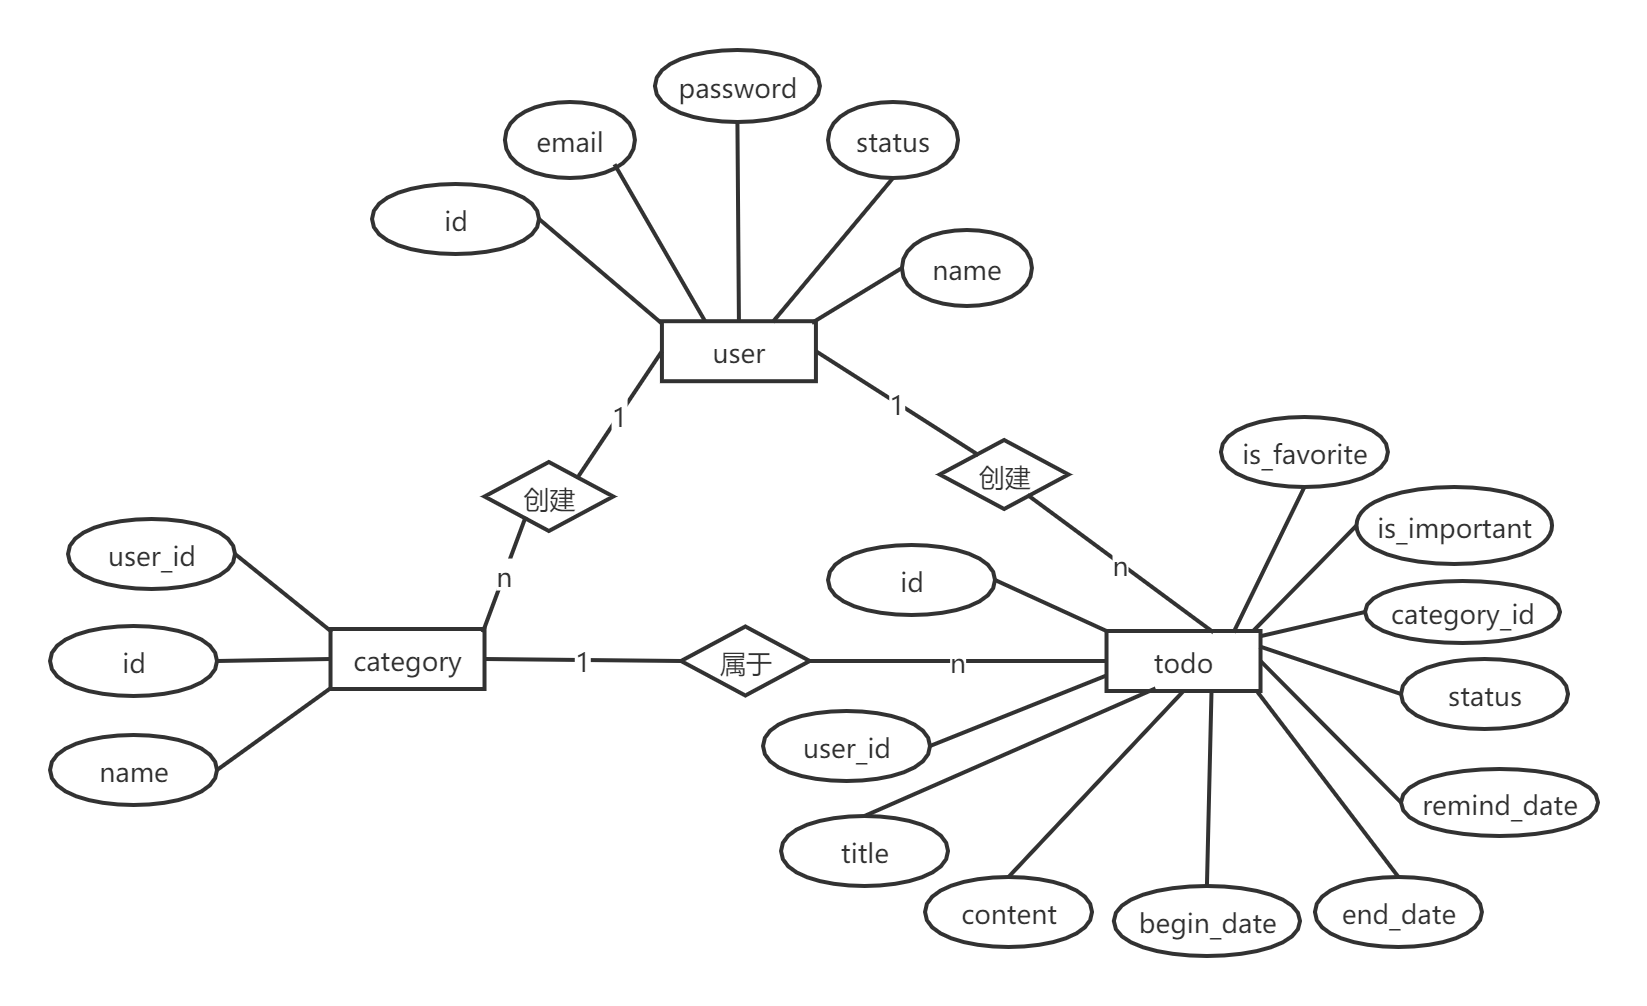 password
email
status
id
name
user
1
1
创建
创建
is_favorite
is_important
user_id
n
n
id
category_id
id
category
1
属于
n
todo
status
user_id
name
remind_date
title
content
begin_date
end_date